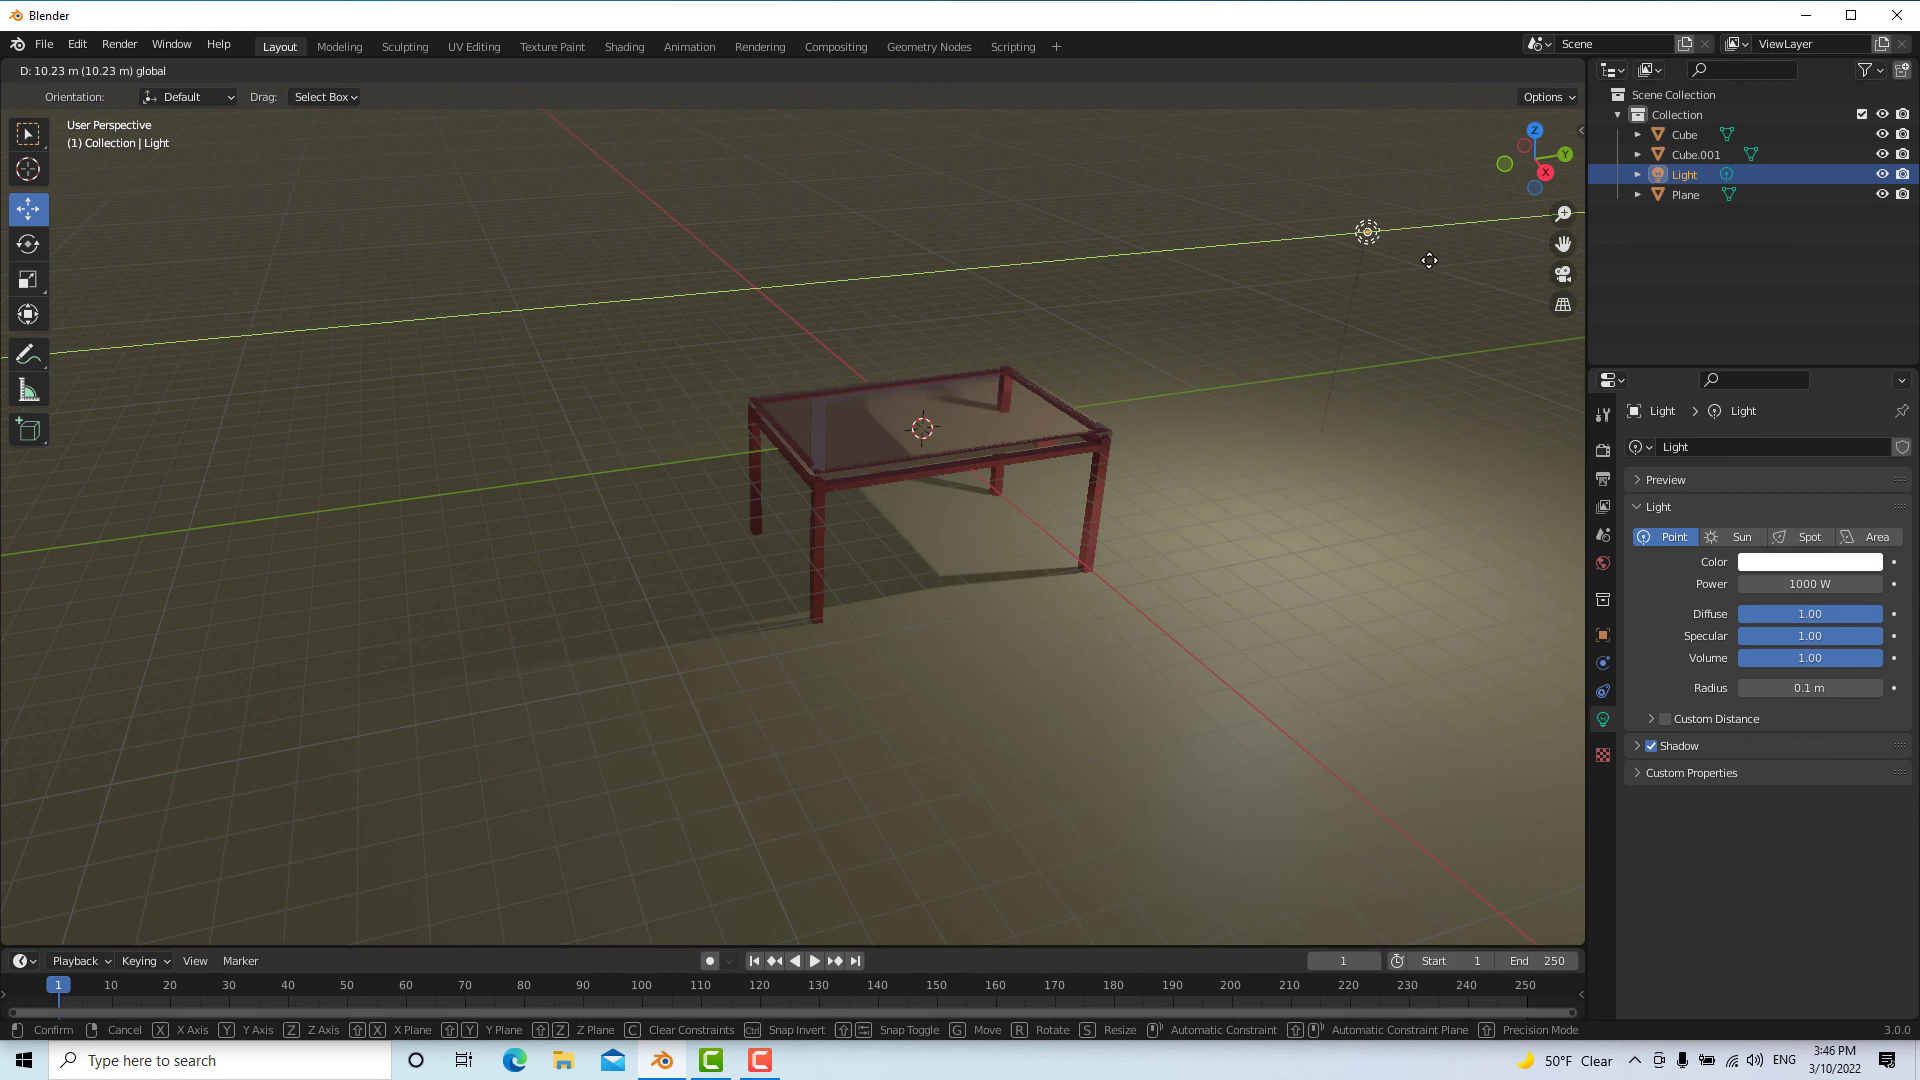 Blender
File Edit Render Window Help Layout Modeling Sculpting UV Editing Texture Paint Shading Animation Rendering Compositing Geometry Nodes Scripting + Scene ViewLayer
D: 10.23 m (10.23 m) global
Orientation: Default Drag: Select Box Options
User Perspective
(1) Collection | Light
Z
Y
X
Scene Collection
Collection
Cube
Cube.001
Light
Plane
Light > Light
Light
Preview
Light
Point Sun Spot Area
Color
Power 1000 W
Diffuse 1.00
Specular 1.00
Volume 1.00
Radius 0.1 m
Custom Distance
Shadow
Custom Properties
Playback Keying View Marker 1 Start 1 End 250
1 10 20 30 40 50 60 70 80 90 100 110 120 130 140 150 160 170 180 190 200 210 220 230 240 250
Confirm Cancel X X Axis Y Y Axis Z Z Axis X X Plane Y Y Plane Z Z Plane C Clear Constraints Ctrl Snap Invert Snap Toggle G Move R Rotate S Resize Automatic Constraint Automatic Constraint Plane Precision Mode 3.0.0
Type here to search 50°F Clear ENG
3:46 PM
3/10/2022